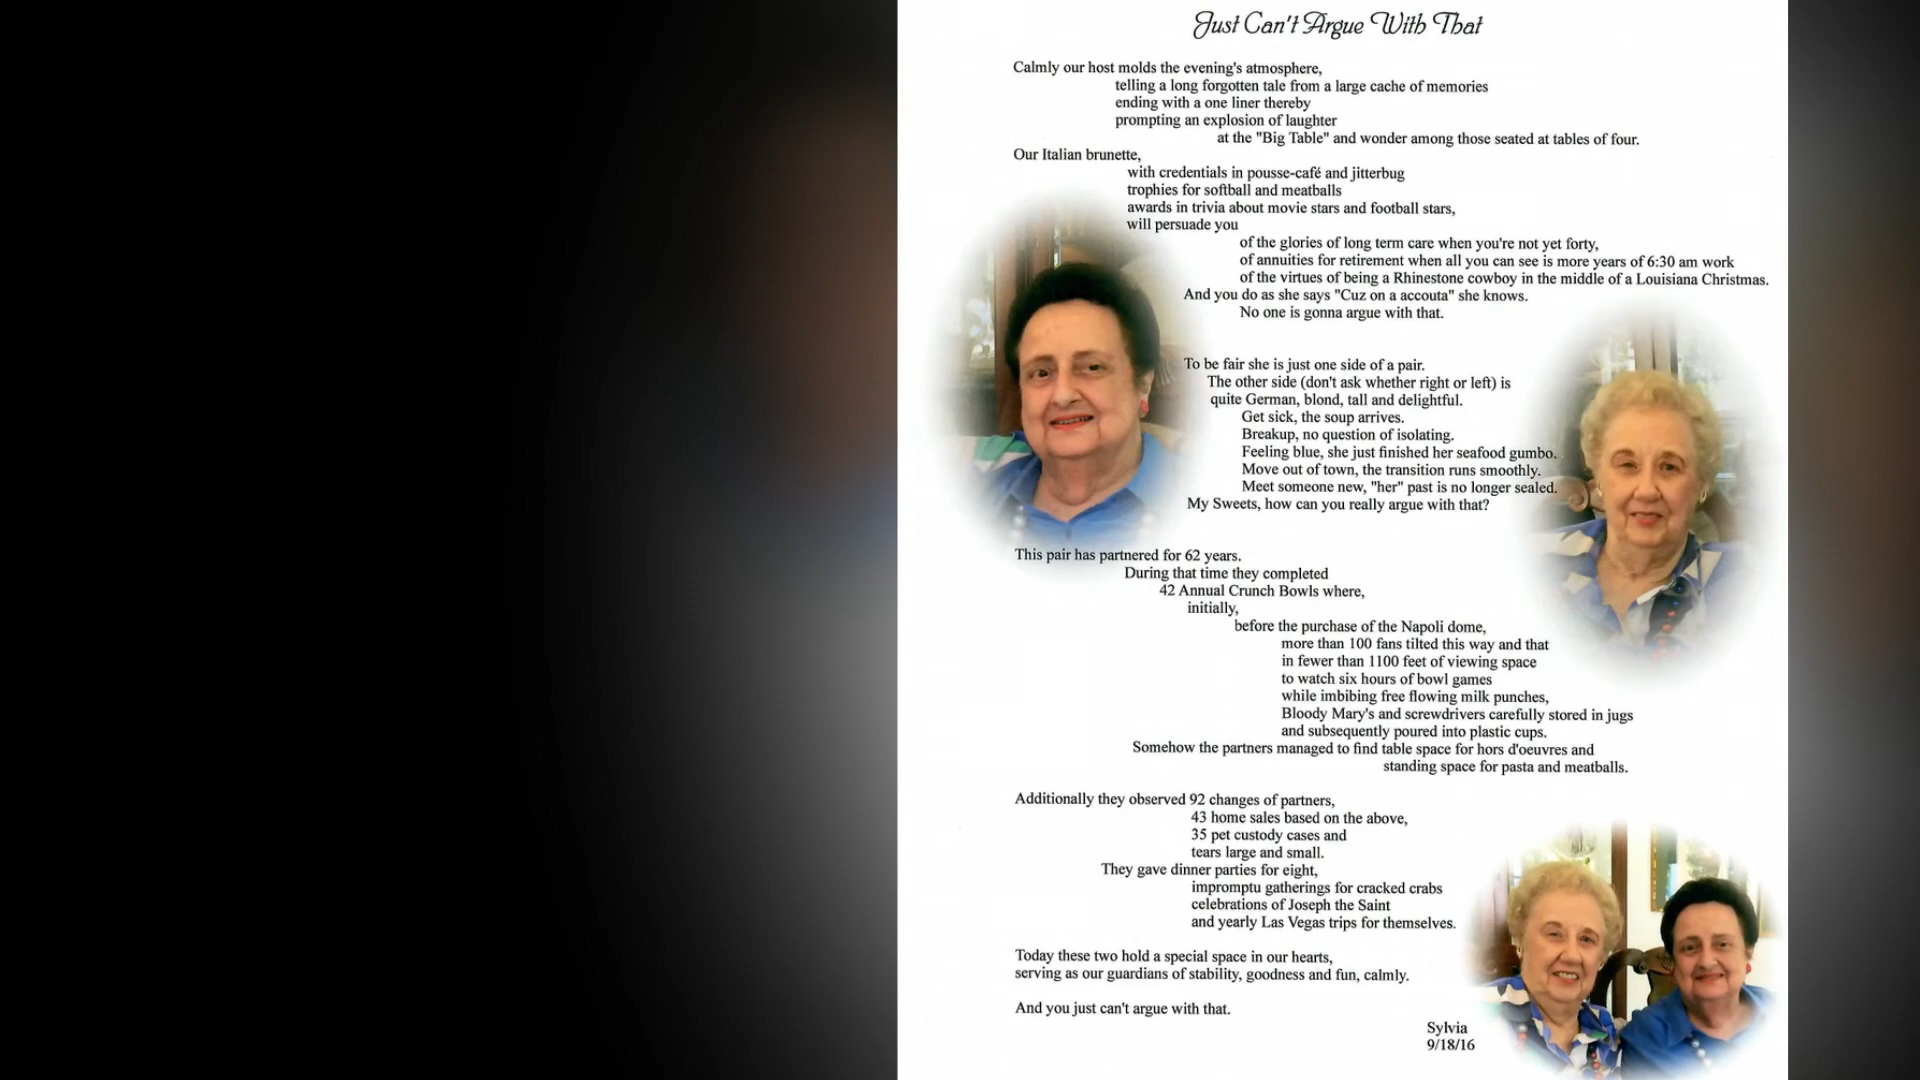 Just Can't Argue With That
Calmly our host molds the evening's atmosphere,
telling a long forgotten tale from a large cache of memories
ending with a one liner thereby
prompting an explosion of laughter
at the "Big Table" and wonder among those seated at tables of four.
Our Italian brunette,
with credentials in pousse-café and jitterbug
trophies for softball and meatballs
awards in trivia about movie stars and football stars,
will persuade you
of the glories of long term care when you're not yet forty,
of annuities for retirement when all you can see is more years of 6:30 am work
of the virtues of being a Rhinestone cowboy in the middle of a Louisiana Christmas.
And you do as she says "Cuz on a accouta" she knows.
No one is gonna argue with that.
To be fair she is just one side of a pair.
The other side (don't ask whether right or left) is
quite German, blond, tall and delightful.
Get sick, the soup arrives.
Breakup, no question of isolating.
Feeling blue, she just finished her seafood gumbo.
Move out of town, the transition runs smoothly.
Meet someone new, "her" past is no longer sealed.
My Sweets, how can you really argue with that?
This pair has partnered for 62 years.
During that time they completed
42 Annual Crunch Bowls where,
initially,
before the purchase of the Napoli dome,
more than 100 fans tilted this way and that
in fewer than 1100 feet of viewing space
to watch six hours of bowl games
while imbibing free flowing milk punches,
Bloody Mary's and screwdrivers carefully stored in jugs
and subsequently poured into plastic cups.
Somehow the partners managed to find table space for hors d'oeuvres and
standing space for pasta and meatballs.
Additionally they observed 92 changes of partners,
43 home sales based on the above,
35 pet custody cases and
tears large and small.
They gave dinner parties for eight,
impromptu gatherings for cracked crabs
celebrations of Joseph the Saint
and yearly Las Vegas trips for themselves.
Today these two hold a special space in our hearts,
serving as our guardians of stability, goodness and fun, calmly.
And you just can't argue with that.
Sylvia
9/18/16